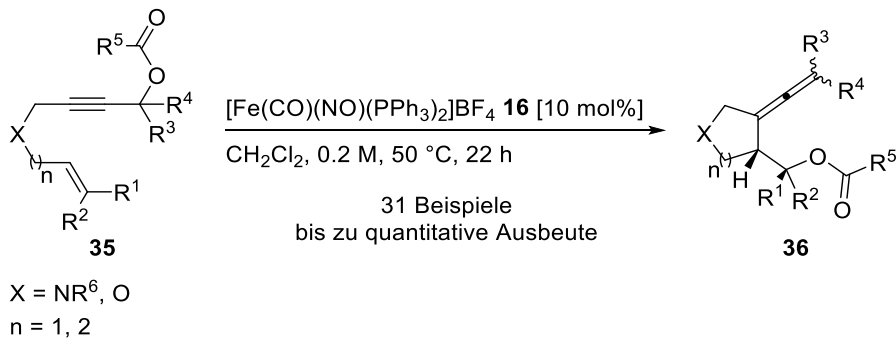 O
R⁵
O
R⁴
R³
X
( )n
R¹
R²
35
X = NR⁶, O
n = 1, 2
[Fe(CO)(NO)(PPh₃)₂]BF₄ 16 [10 mol%]
CH₂Cl₂, 0.2 M, 50 °C, 22 h
31 Beispiele
bis zu quantitative Ausbeute
R³
R⁴
X
n( )
H
R¹
R²
O
R⁵
O
36